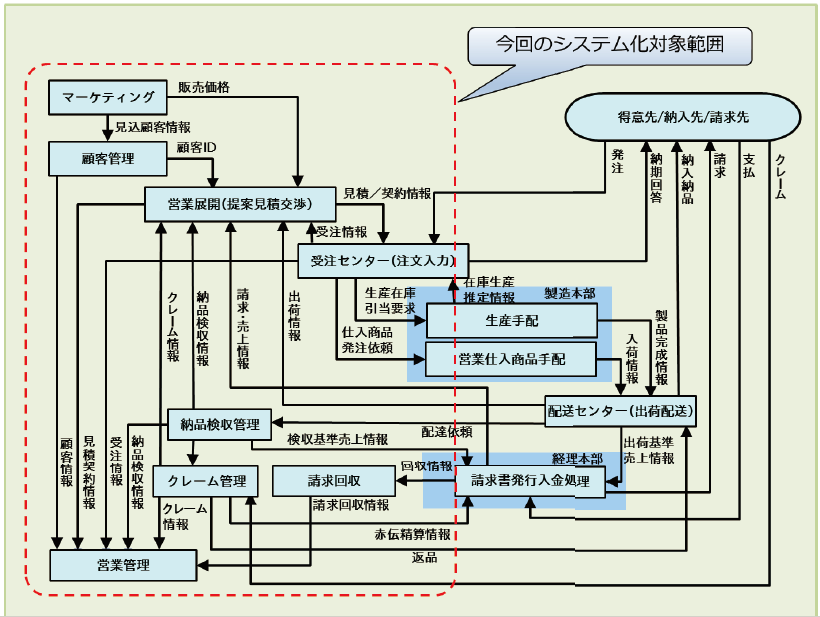 今回のシステム化対象範囲
マーケティング
販売価格
得意先/納入先/請求先
見込顧客情報
顧客ID
顧客管理
発注
納期回答
納入納品
請求
支払
クレーム
営業展開(提案見積交渉)
見積／契約情報
受注情報
受注センター(注文入力)
在庫生産
推定情報
製造本部
生産在庫
引当要求
生産手配
クレーム情報
納品検収情報
請求・売上情報
出荷情報
仕入商品
発注依頼
営業仕入商品手配
入荷情報
製品完成情報
配送センター(出荷配送)
納品検収管理
配達依頼
検収基準売上情報
出荷基準
売上情報
顧客情報
見積契約情報
受注情報
納品検収情報
経理本部
回収情報
クレーム管理
請求回収
請求書発行入金処理
クレーム
情報
請求回収情報
赤伝精算情報
返品
営業管理